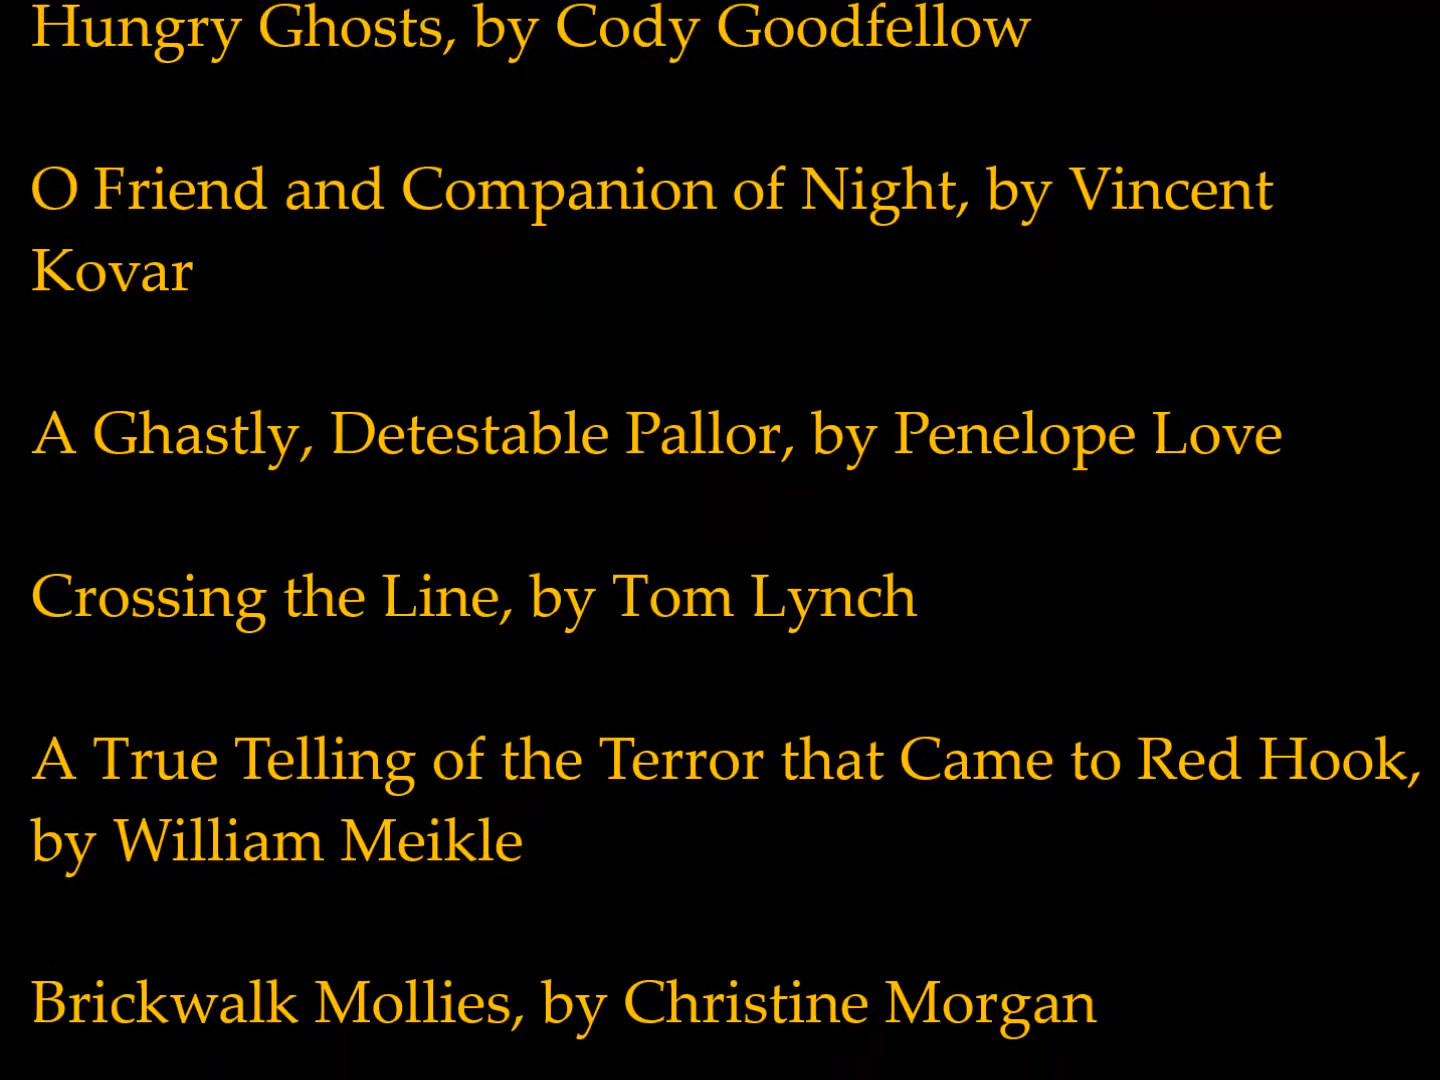 Hungry Ghosts, by Cody Goodfellow
O Friend and Companion of Night, by Vincent
Kovar
A Ghastly, Detestable Pallor, by Penelope Love
Crossing the Line, by Tom Lynch
A True Telling of the Terror that Came to Red Hook,
by William Meikle
Brickwalk Mollies, by Christine Morgan